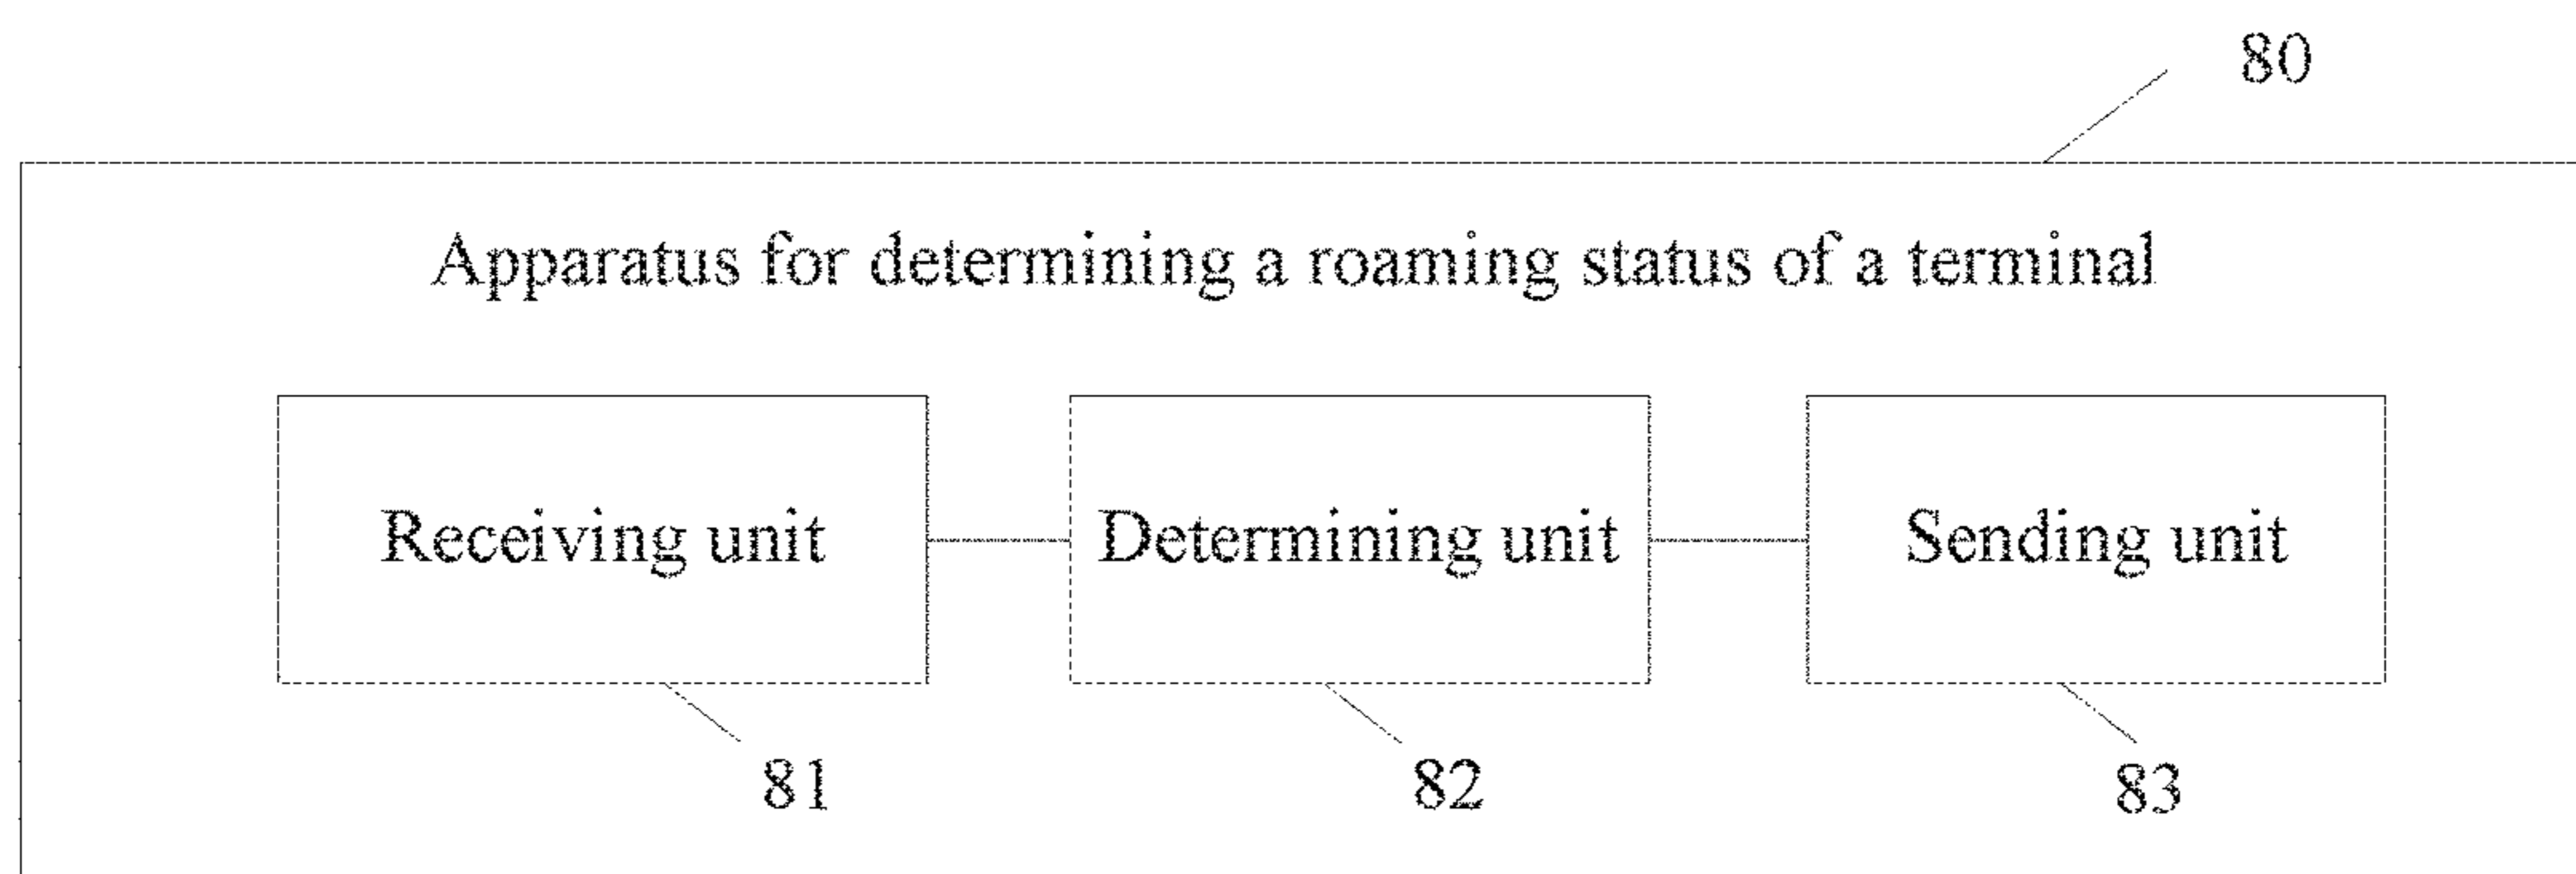 80
Apparatus for determining a roaming status of a terminal
Receiving unit Determining unit Sending unit
81 82 83